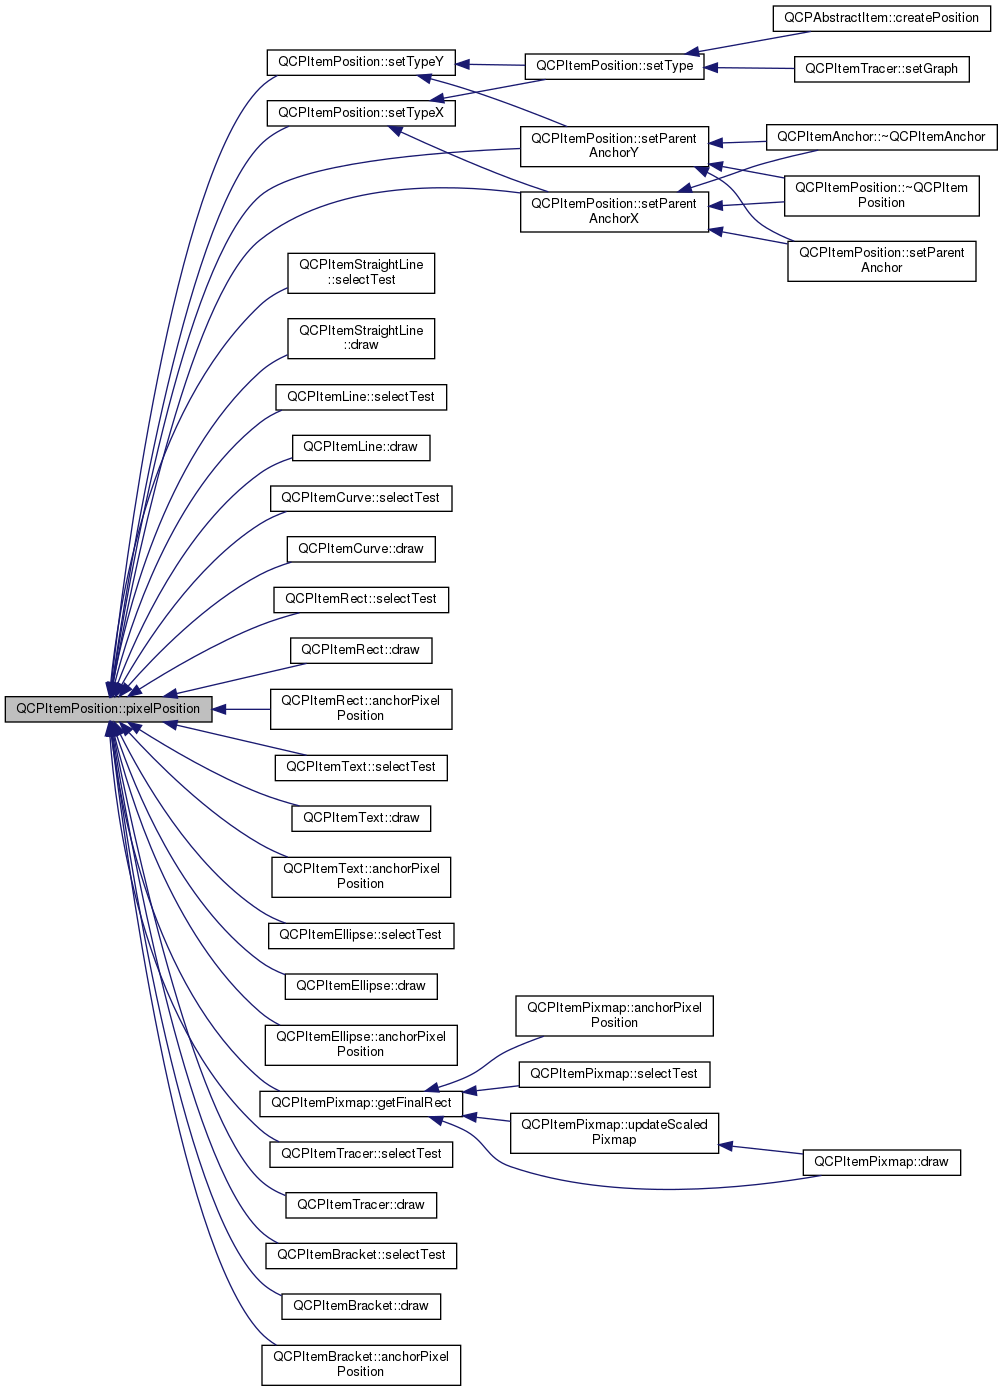 QCPAbstractItem::createPosition
QCPItemPosition::setTypeY
QCPItemPosition::setType
QCPItemTracer::setGraph
QCPItemPosition::setTypeX
QCPItemPosition::setParent
AnchorY
QCPItemAnchor::~QCPItemAnchor
QCPItemPosition::~QCPItem
Position
QCPItemPosition::setParent
AnchorX
QCPItemPosition::setParent
Anchor
QCPItemStraightLine
::selectTest
QCPItemStraightLine
::draw
QCPItemLine::selectTest
QCPItemLine::draw
QCPItemCurve::selectTest
QCPItemCurve::draw
QCPItemRect::selectTest
QCPItemRect::draw
QCPItemPosition::pixelPosition
QCPItemRect::anchorPixel
Position
QCPItemText::selectTest
QCPItemText::draw
QCPItemText::anchorPixel
Position
QCPItemEllipse::selectTest
QCPItemEllipse::draw
QCPItemEllipse::anchorPixel
Position
QCPItemPixmap::anchorPixel
Position
QCPItemPixmap::selectTest
QCPItemPixmap::getFinalRect
QCPItemPixmap::updateScaled
Pixmap
QCPItemPixmap::draw
QCPItemTracer::selectTest
QCPItemTracer::draw
QCPItemBracket::selectTest
QCPItemBracket::draw
QCPItemBracket::anchorPixel
Position